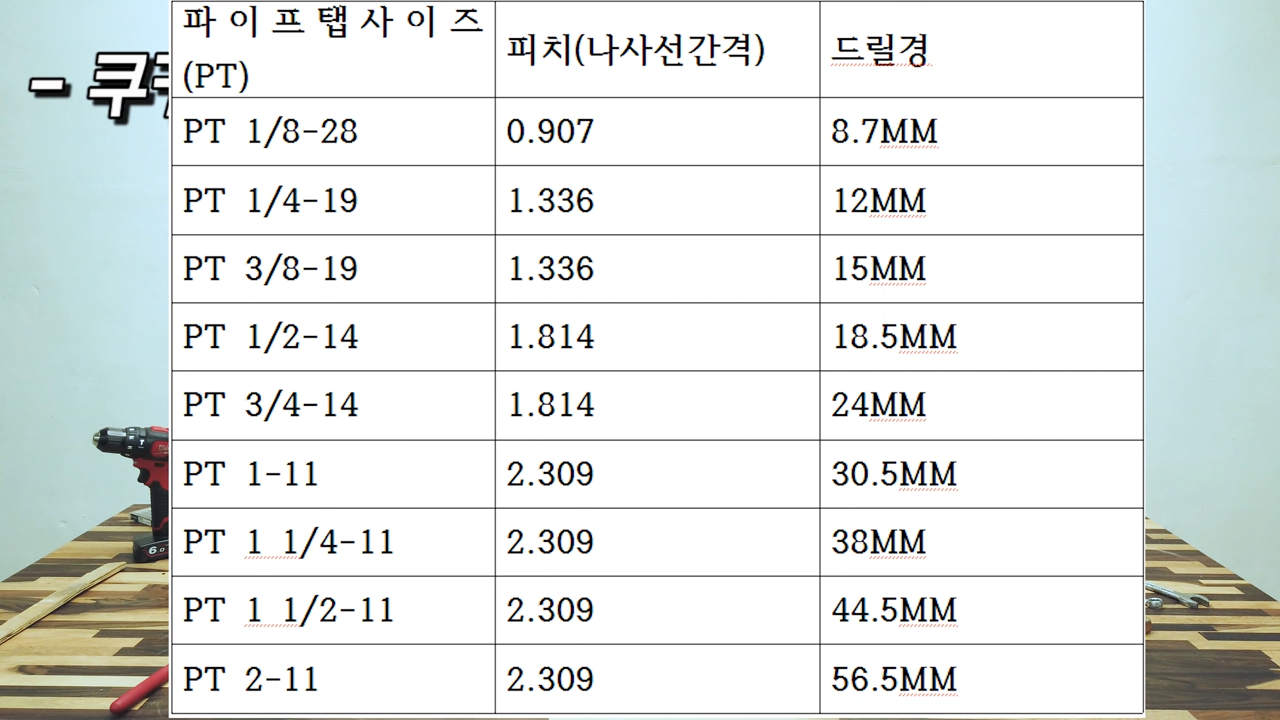 파이프탭사이즈
(PT)
피치(나사선간격)
드릴경
PT 1/8-28 0.907 8.7MM
PT 1/4-19 1.336 12MM
PT 3/8-19 1.336 15MM
PT 1/2-14 1.814 18.5MM
PT 3/4-14 1.814 24MM
PT 1-11 2.309 30.5MM
PT 1 1/4-11 2.309 38MM
PT 1 1/2-11 2.309 44.5MM
PT 2-11 2.309 56.5MM